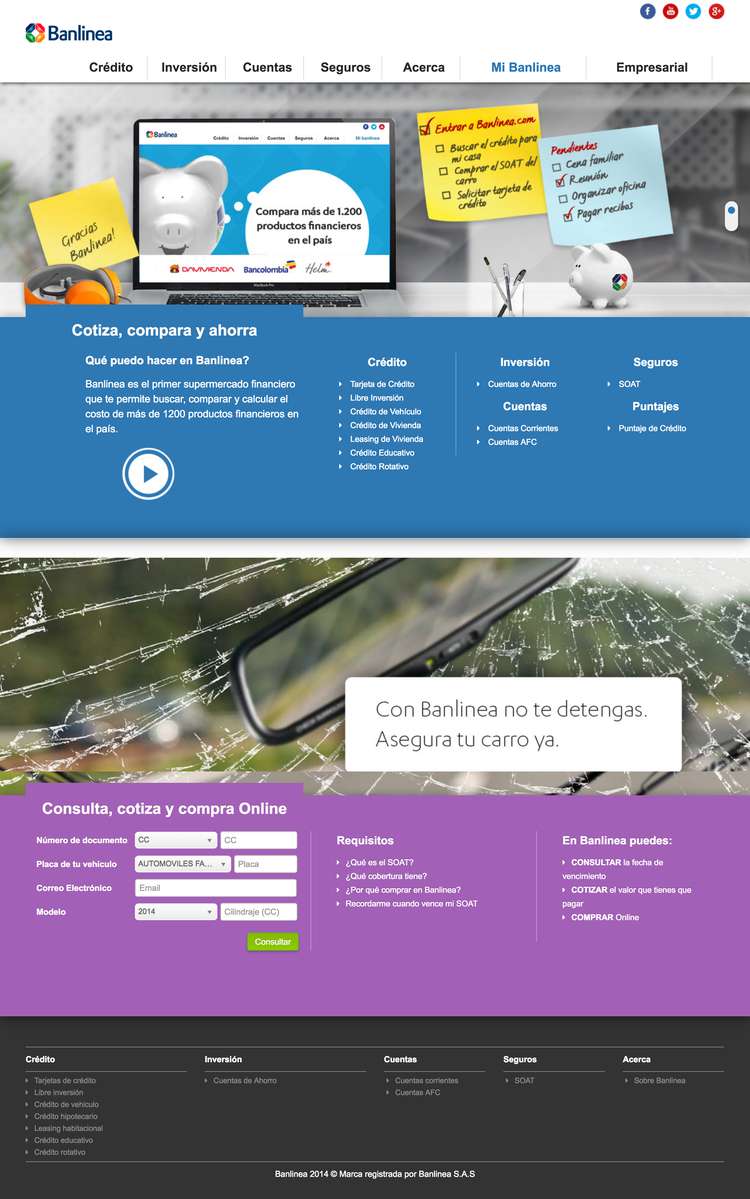 Banlinea
Crédito
Inversión
Cuentas
Seguros
Acerca
Mi Banlinea
Empresarial
Banlinea
Crédito Inversión Cuentas Seguros Acerca Mi banlinea
Compara más de 1.200
productos financieros
en el país
DAVIVIENDA
Bancolombia
Helm
MacBook Pro
Gracias
Banlinea!
Entrar a Banlinea.com
Buscar el crédito para
mi casa
Comprar el SOAT del
carro
Solicitar tarjeta de
crédito
Pendientes
Cena familiar
Reunión
Organizar oficina
Pagar recibos
Cotiza, compara y ahorra
Qué puedo hacer en Banlinea?
Banlinea es el primer supermercado financiero
que te permite buscar, comparar y calcular el
costo de más de 1200 productos financieros en
el país.
Crédito
Tarjeta de Crédito
Libre Inversión
Crédito de Vehículo
Crédito de Vivienda
Leasing de Vivienda
Crédito Educativo
Crédito Rotativo
Inversión
Cuentas de Ahorro
Cuentas
Cuentas Corrientes
Cuentas AFC
Seguros
SOAT
Puntajes
Puntaje de Crédito
Con Banlinea no te detengas.
Asegura tu carro ya.
Consulta, cotiza y compra Online
Número de documento CC CC
Placa de tu vehículo AUTOMOVILES FA... Placa
Correo Electrónico Email
Modelo 2014 Cilindraje (CC)
Consultar
Requisitos
¿Qué es el SOAT?
¿Qué cobertura tiene?
¿Por qué comprar en Banlinea?
Recordarme cuando vence mi SOAT
En Banlinea puedes:
CONSULTAR la fecha de
vencimiento
COTIZAR el valor que tienes que
pagar
COMPRAR Online
Crédito
Tarjetas de crédito
Libre inversión
Crédito de vehículo
Crédito hipotecario
Leasing habitacional
Crédito educativo
Crédito rotativo
Inversión
Cuentas de Ahorro
Cuentas
Cuentas corrientes
Cuentas AFC
Seguros
SOAT
Acerca
Sobre Banlinea
Banlinea 2014 © Marca registrada por Banlinea S.A.S